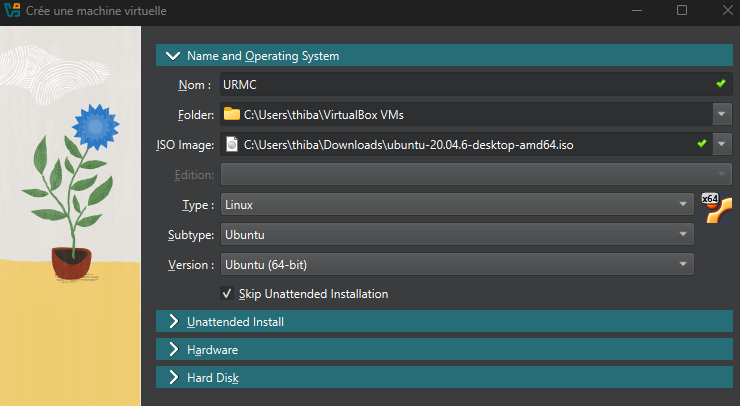 Crée une machine virtuelle
Name and Operating System
Nom : URMC
Folder: C:\Users\thiba\VirtualBox VMs
ISO Image: C:\Users\thiba\Downloads\ubuntu-20.04.6-desktop-amd64.iso
Edition:
Type : Linux
x64
Subtype: Ubuntu
Version : Ubuntu (64-bit)
Skip Unattended Installation
Unattended Install
Hardware
Hard Disk